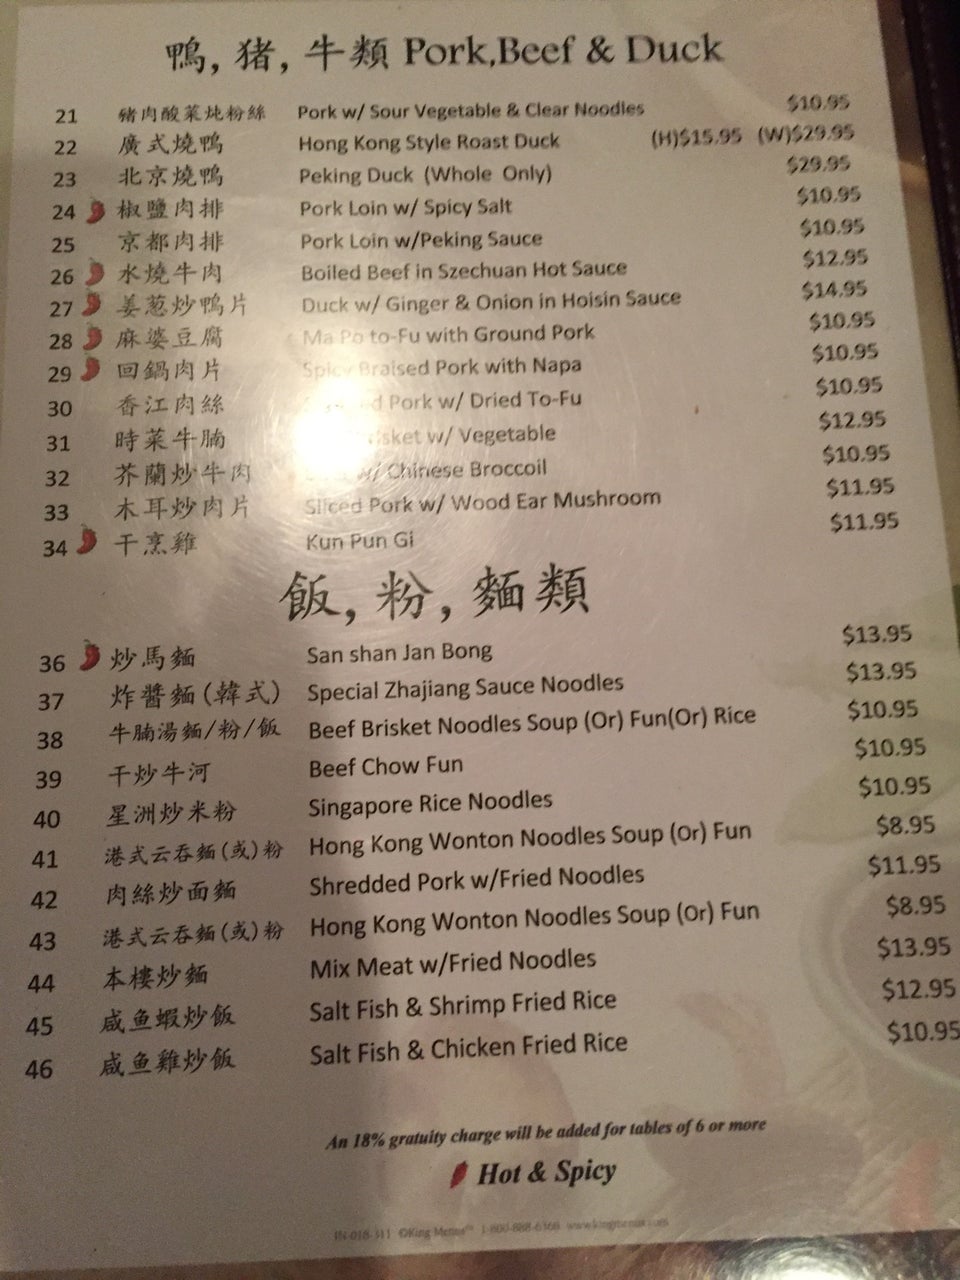 鴨, 猪, 牛類 Pork,Beef & Duck
21 豬肉酸菜炖粉絲 Pork w/ Sour Vegetable & Clear Noodles $10.95
22 廣式燒鴨 Hong Kong Style Roast Duck (H)$15.95 (W)$29.95
23 北京燒鴨 Peking Duck (Whole Only) $29.95
24 椒鹽肉排 Pork Loin w/ Spicy Salt $10.95
25 京都肉排 Pork Loin w/Peking Sauce $10.95
26 水燒牛肉 Boiled Beef in Szechuan Hot Sauce $12.95
27 姜葱炒鴨片 Duck w/ Ginger & Onion in Hoisin Sauce $14.95
28 麻婆豆腐 Ma Po to-Fu with Ground Pork $10.95
29 回鍋肉片 Spicy Braised Pork with Napa $10.95
30 香江肉絲 Pork w/ Dried To-Fu $10.95
31 時菜牛腩 w/ Vegetable $12.95
32 芥蘭炒牛肉 w/ Chinese Broccoil $10.95
33 木耳炒肉片 Sliced Pork w/ Wood Ear Mushroom $11.95
34 干烹雞 Kun Pun Gi $11.95
飯, 粉, 麵類
36 炒馬麵 San shan Jan Bong $13.95
37 炸醬麵(韓式) Special Zhajiang Sauce Noodles $13.95
38 牛腩湯麵/粉/飯 Beef Brisket Noodles Soup (Or) Fun(Or) Rice $10.95
39 干炒牛河 Beef Chow Fun $10.95
40 星洲炒米粉 Singapore Rice Noodles $10.95
41 港式云吞麵(或)粉 Hong Kong Wonton Noodles Soup (Or) Fun $8.95
42 肉絲炒面麵 Shredded Pork w/Fried Noodles $11.95
43 港式云吞麵(或)粉 Hong Kong Wonton Noodles Soup (Or) Fun $8.95
44 本樓炒麵 Mix Meat w/Fried Noodles $13.95
45 咸鱼蝦炒飯 Salt Fish & Shrimp Fried Rice $12.95
46 咸鱼雞炒飯 Salt Fish & Chicken Fried Rice $10.95
An 18% gratuity charge will be added for tables of 6 or more
Hot & Spicy
IN-018-311 ©King Menus 1-800-888-6368 www.kingmenus.com